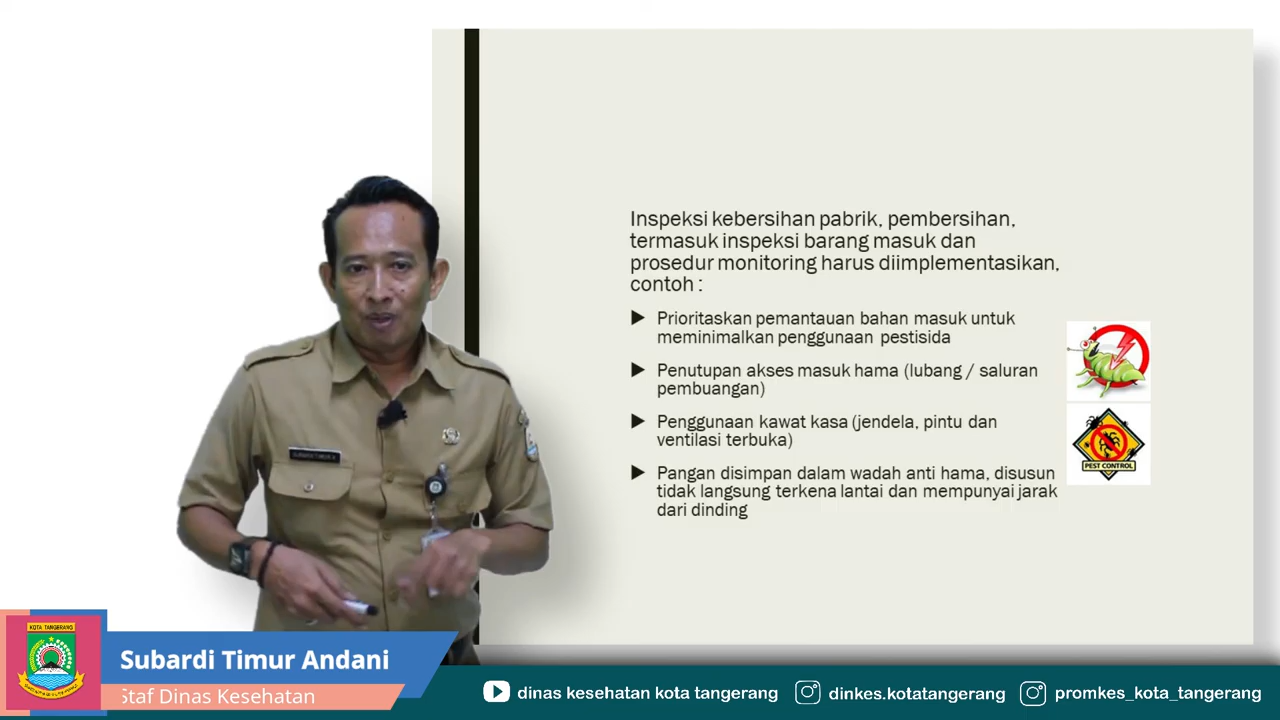 Inspeksi kebersihan pabrik, pembersihan,
termasuk inspeksi barang masuk dan
prosedur monitoring harus diimplementasikan,
contoh :
Prioritaskan pemantauan bahan masuk untuk
meminimalkan penggunaan pestisida
Penutupan akses masuk hama (lubang / saluran
pembuangan)
Penggunaan kawat kasa (jendela, pintu dan
ventilasi terbuka)
Pangan disimpan dalam wadah anti hama, disusun
tidak langsung terkena lantai dan mempunyai jarak
dari dinding
PEST CONTROL
KOTA TANGERANG
Subardi Timur Andani
Staf Dinas Kesehatan
dinas kesehatan kota tangerang
dinkes.kotatangerang
promkes_kota_tangerang